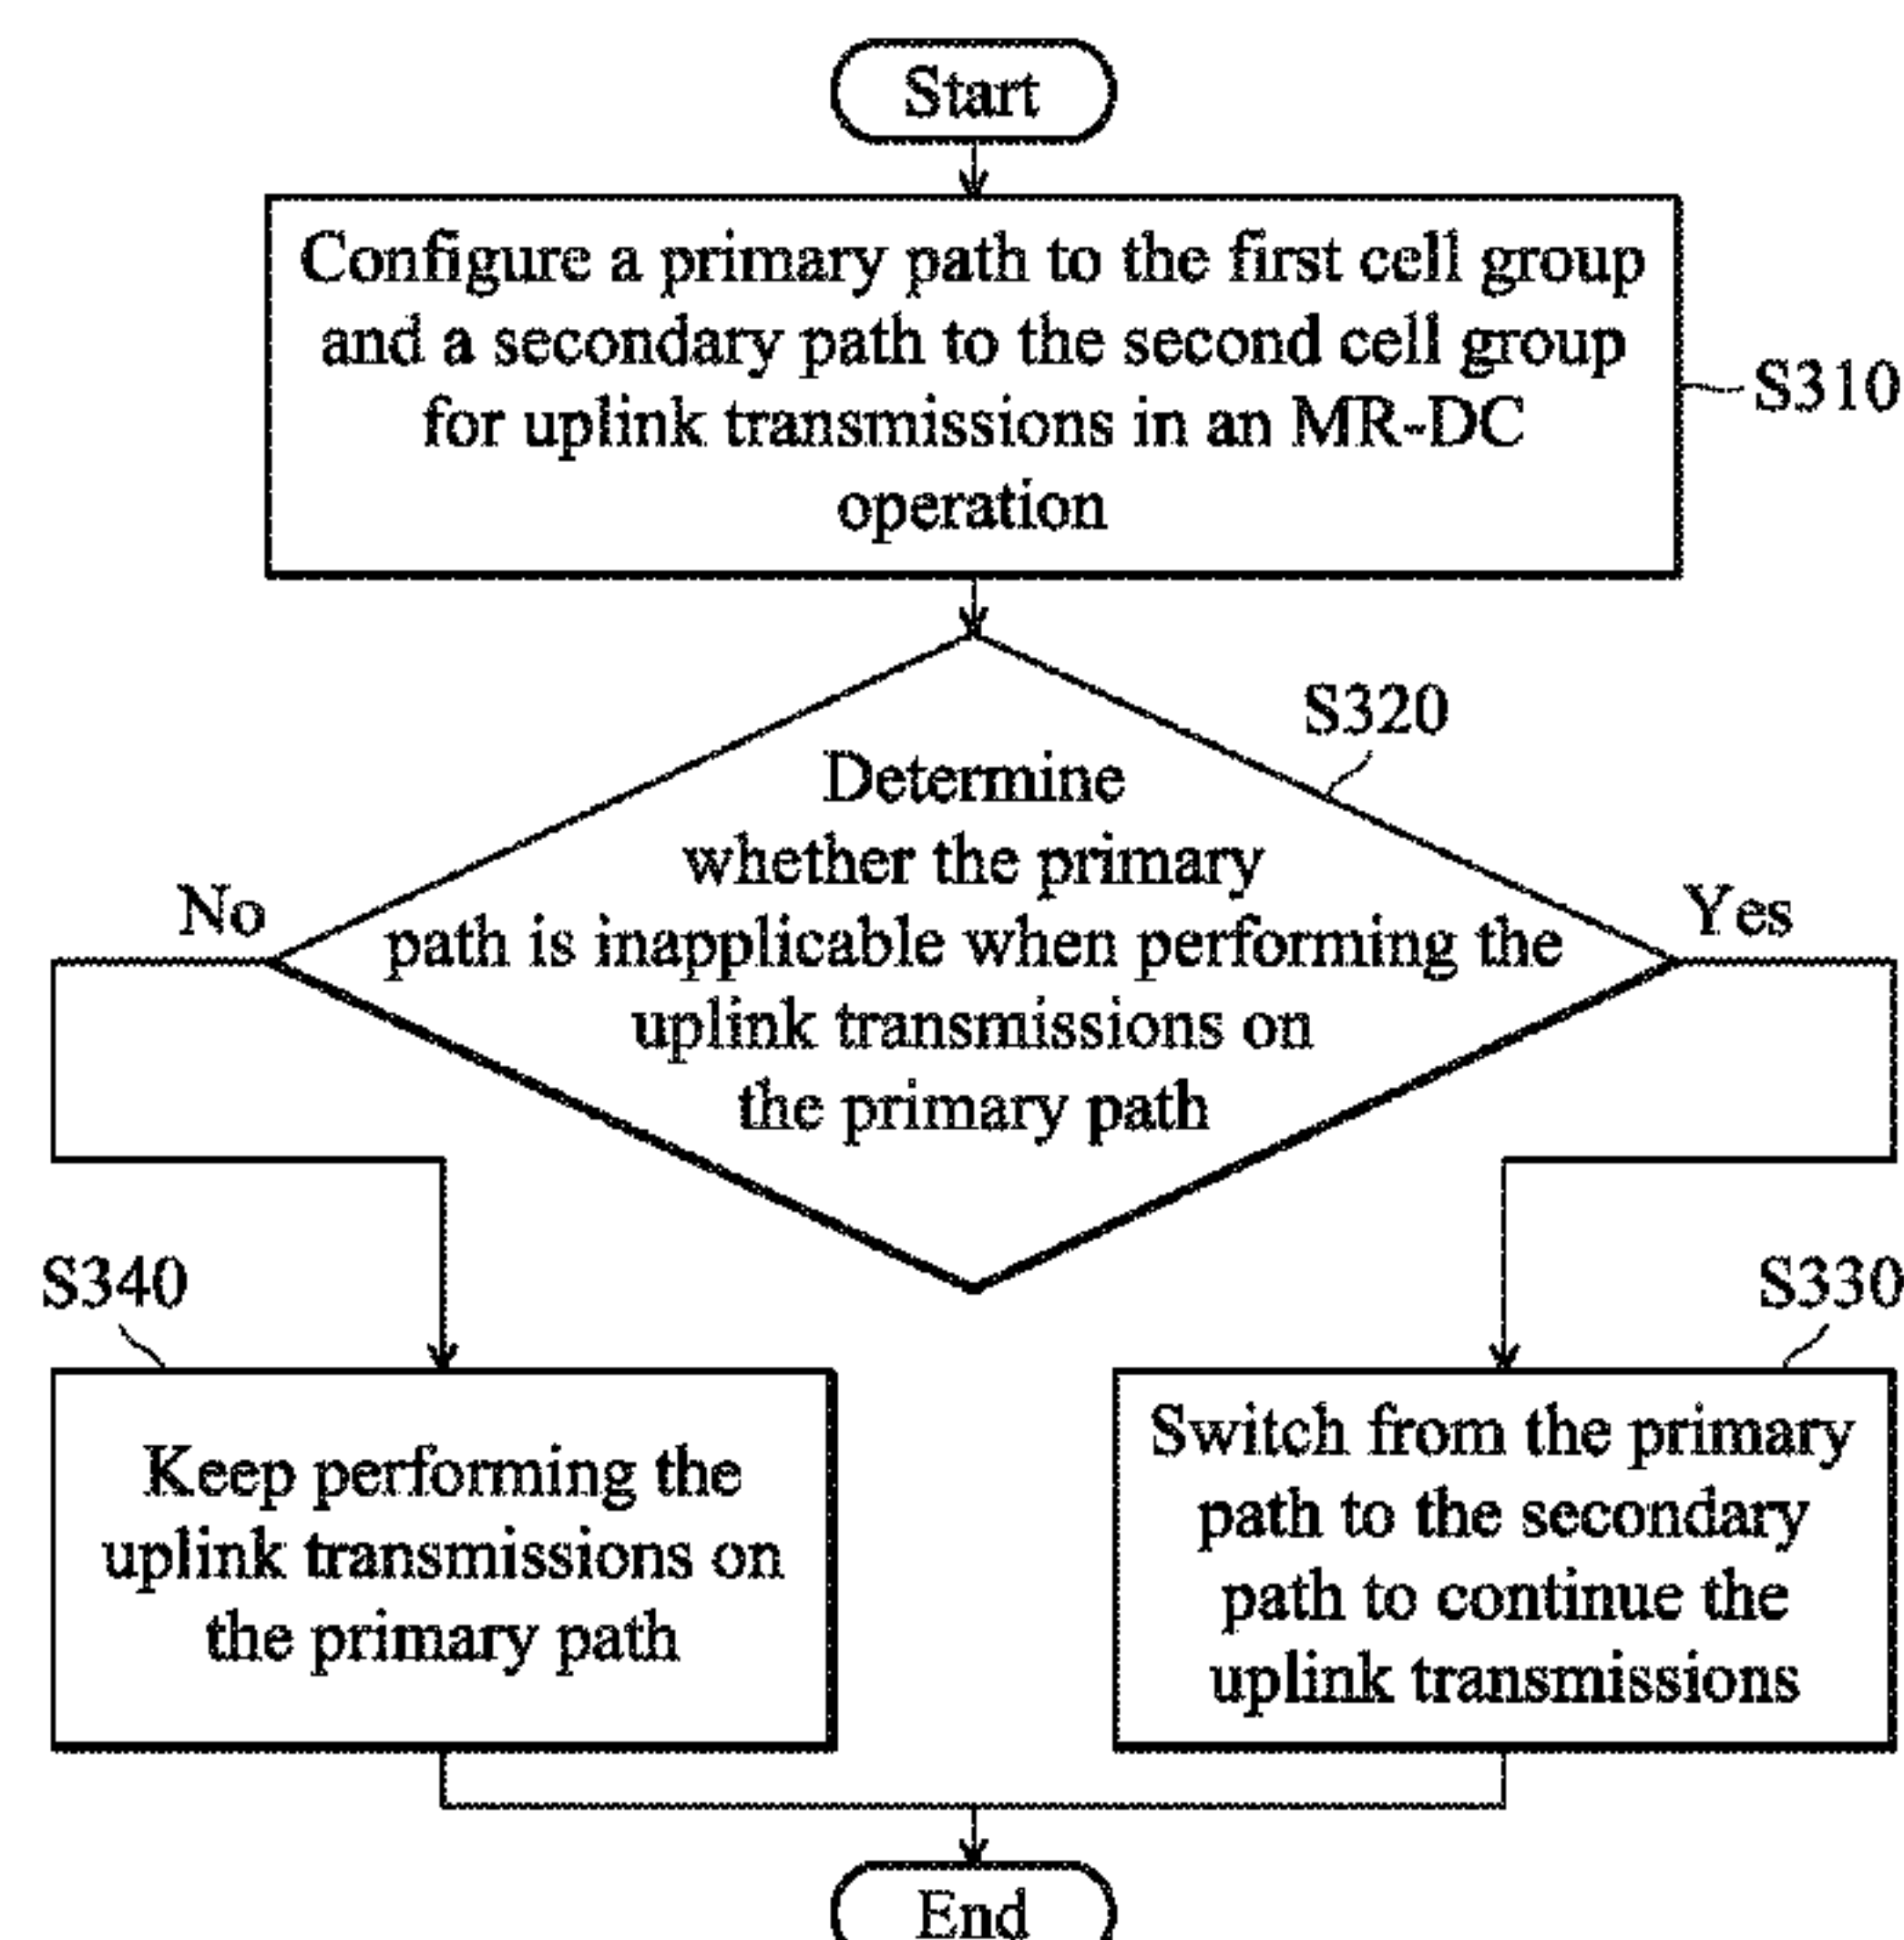 Start
Configure a primary path to the first cell group
and a secondary path to the second cell group
for uplink transmissions in an MR-DC
operation
S310
S320
Determine
whether the primary
path is inapplicable when performing the
uplink transmissions on
the primary path
No
Yes
S340
S330
Keep performing the
uplink transmissions on
the primary path
Switch from the primary
path to the secondary
path to continue the
uplink transmissions
End